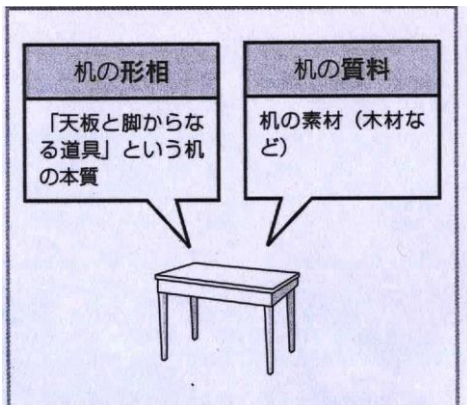 机の形相
「天板と脚からな
る道具」という机
の本質
机の質料
机の素材（木材な
ど）